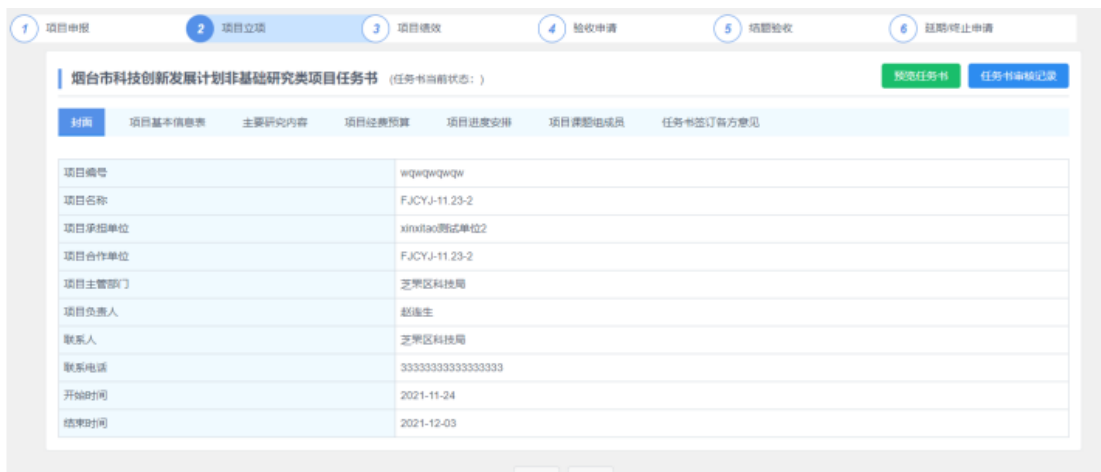 1 项目申报 2 项目立项 3 项目绩效 4 验收申请 5 结题验收 6 延期/终止申请
烟台市科技创新发展计划非基础研究类项目任务书 (任务书当前状态：) 预览任务书 任务书审核记录
封面 项目基本信息表 主要研究内容 项目经费预算 项目进度安排 项目课题组成员 任务书签订各方意见
项目编号 wqwqwqwqw
项目名称 FJCYJ-11.23-2
项目承担单位 xinxitao测试单位2
项目合作单位 FJCYJ-11.23-2
项目主管部门 芝罘区科技局
项目负责人 赵连生
联系人 芝罘区科技局
联系电话 33333333333333333
开始时间 2021-11-24
结束时间 2021-12-03